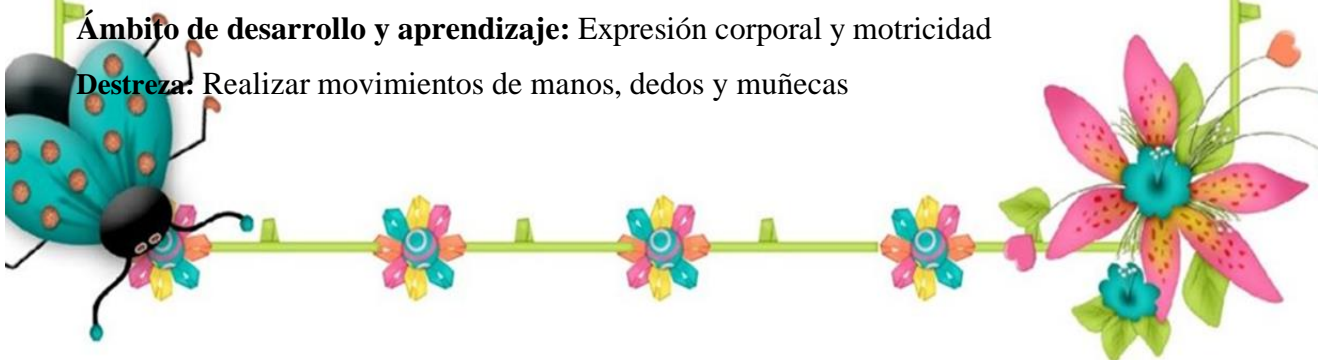 Ámbito de desarrollo y aprendizaje: Expresión corporal y motricidad
Destreza: Realizar movimientos de manos, dedos y muñecas